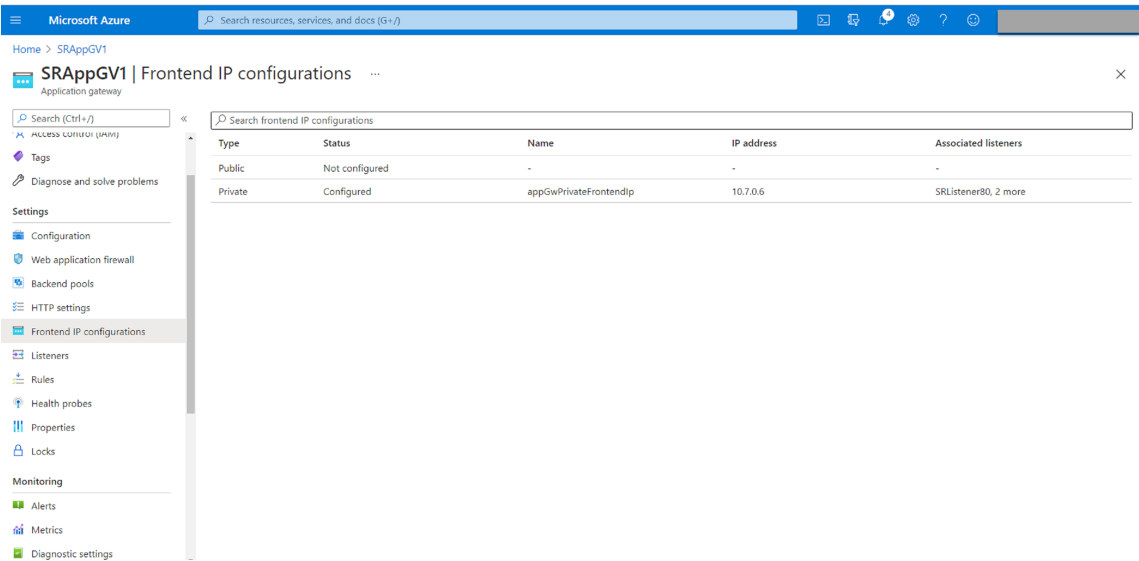 Microsoft Azure
Search resources, services, and docs (G+/)
4
Home > SRAppGV1
SRAppGV1 | Frontend IP configurations ...
Application gateway
Search (Ctrl+/)
«
Search frontend IP configurations
Access control (IAM)
Type Status Name IP address Associated listeners
Tags
Public Not configured - - -
Diagnose and solve problems
Private Configured appGwPrivateFrontendIp 10.7.0.6 SRListener80, 2 more
Settings
Configuration
Web application firewall
Backend pools
HTTP settings
Frontend IP configurations
Listeners
Rules
Health probes
Properties
Locks
Monitoring
Alerts
Metrics
Diagnostic settings